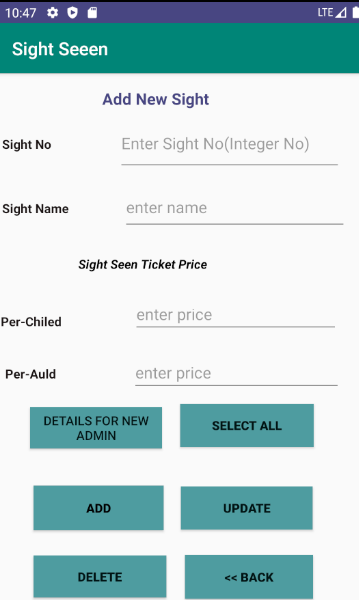 10:47 LTE
Sight Seeen
Add New Sight
Sight No Enter Sight No(Integer No)
Sight Name enter name
Sight Seen Ticket Price
Per-Chiled enter price
Per-Auld enter price
DETAILS FOR NEW
ADMIN
SELECT ALL
ADD UPDATE
DELETE << BACK